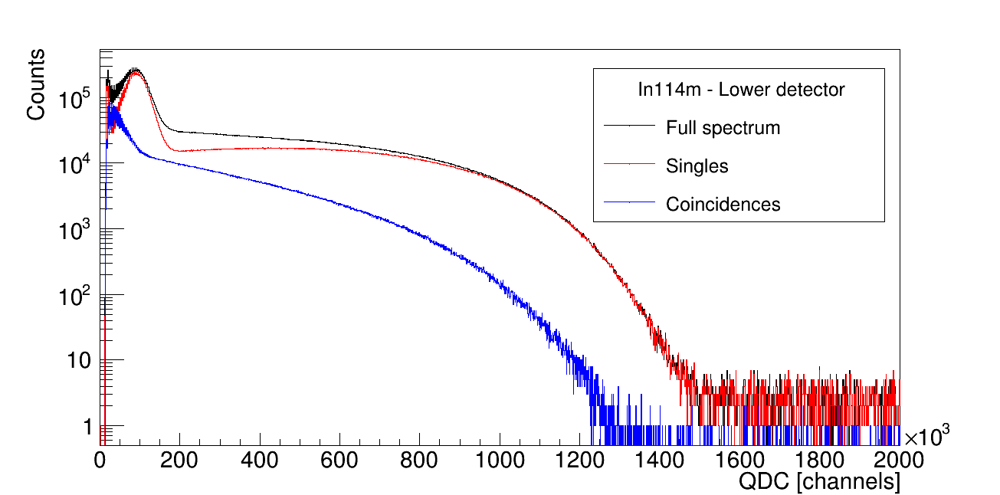 Counts
10^5
10^4
10^3
10^2
10
1
In114m - Lower detector
Full spectrum
Singles
Coincidences
0 200 400 600 800 1000 1200 1400 1600 1800 2000
×10^3
QDC [channels]